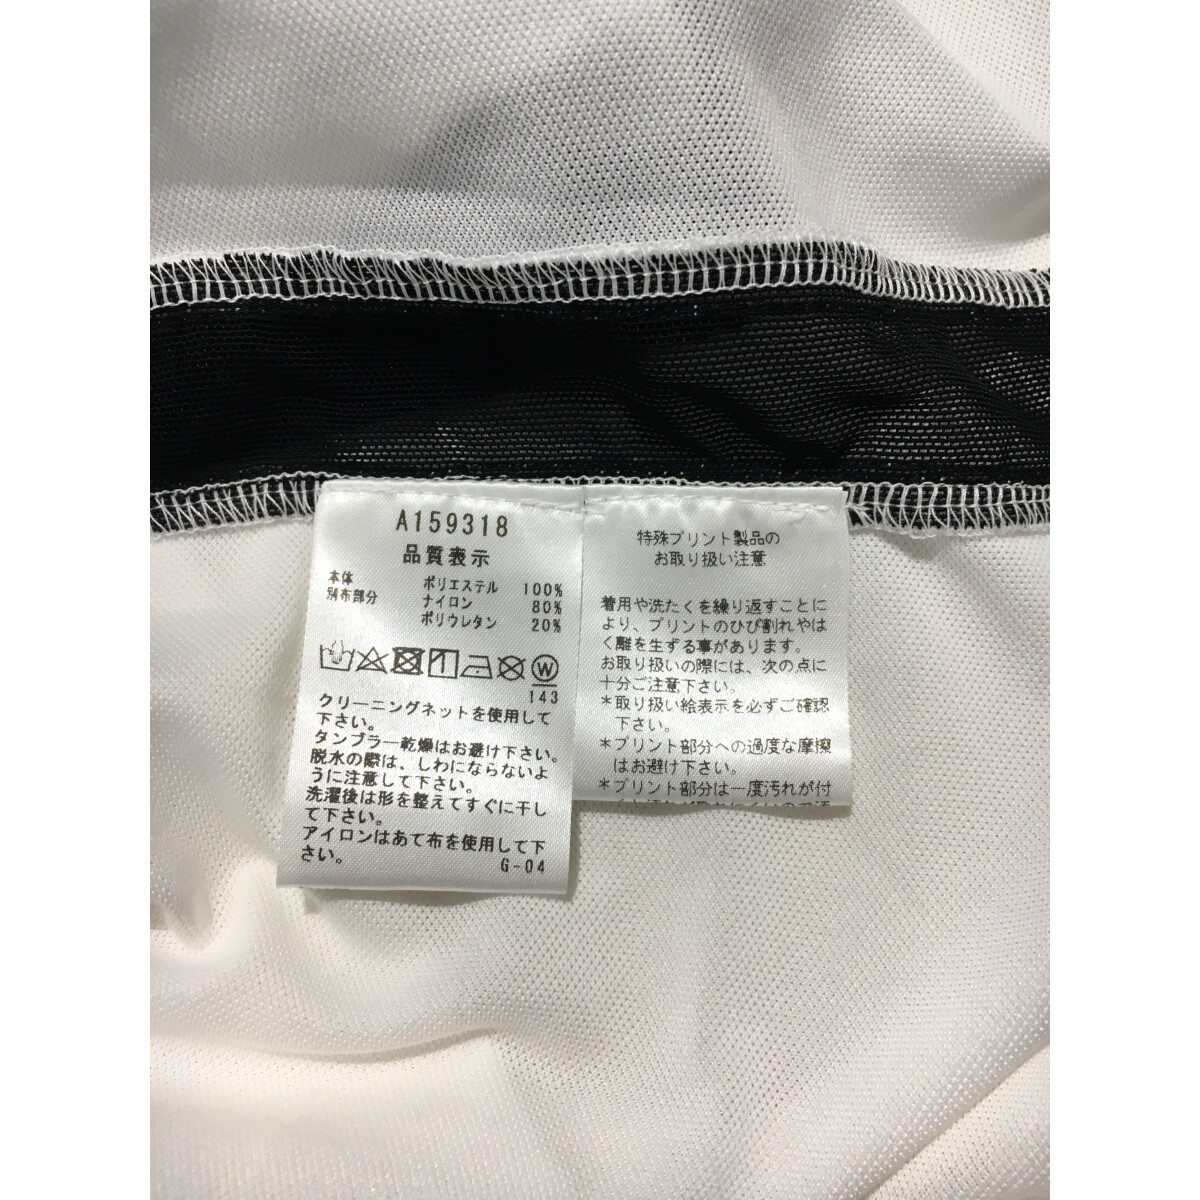 A159318
品質表示
本体 ポリエステル 100%
別布部分 ナイロン 80%
ポリウレタン 20%
W
143
クリーニングネットを使用して
下さい。
タンブラー乾燥はお避け下さい。
脱水の際は、しわにならないよ
うに注意して下さい。
洗濯後は形を整えてすぐに干し
て下さい。
アイロンはあて布を使用して下
さい。 G-04
特殊プリント製品の
お取り扱い注意
着用や洗たくを繰り返すことに
より、プリントのひび割れやは
く離を生ずる事があります。
お取り扱いの際には、次の点に
十分ご注意下さい。
*取り扱い絵表示を必ずご確認
下さい。
*プリント部分への過度な摩擦
はお避け下さい。
*プリント部分は一度汚れが付